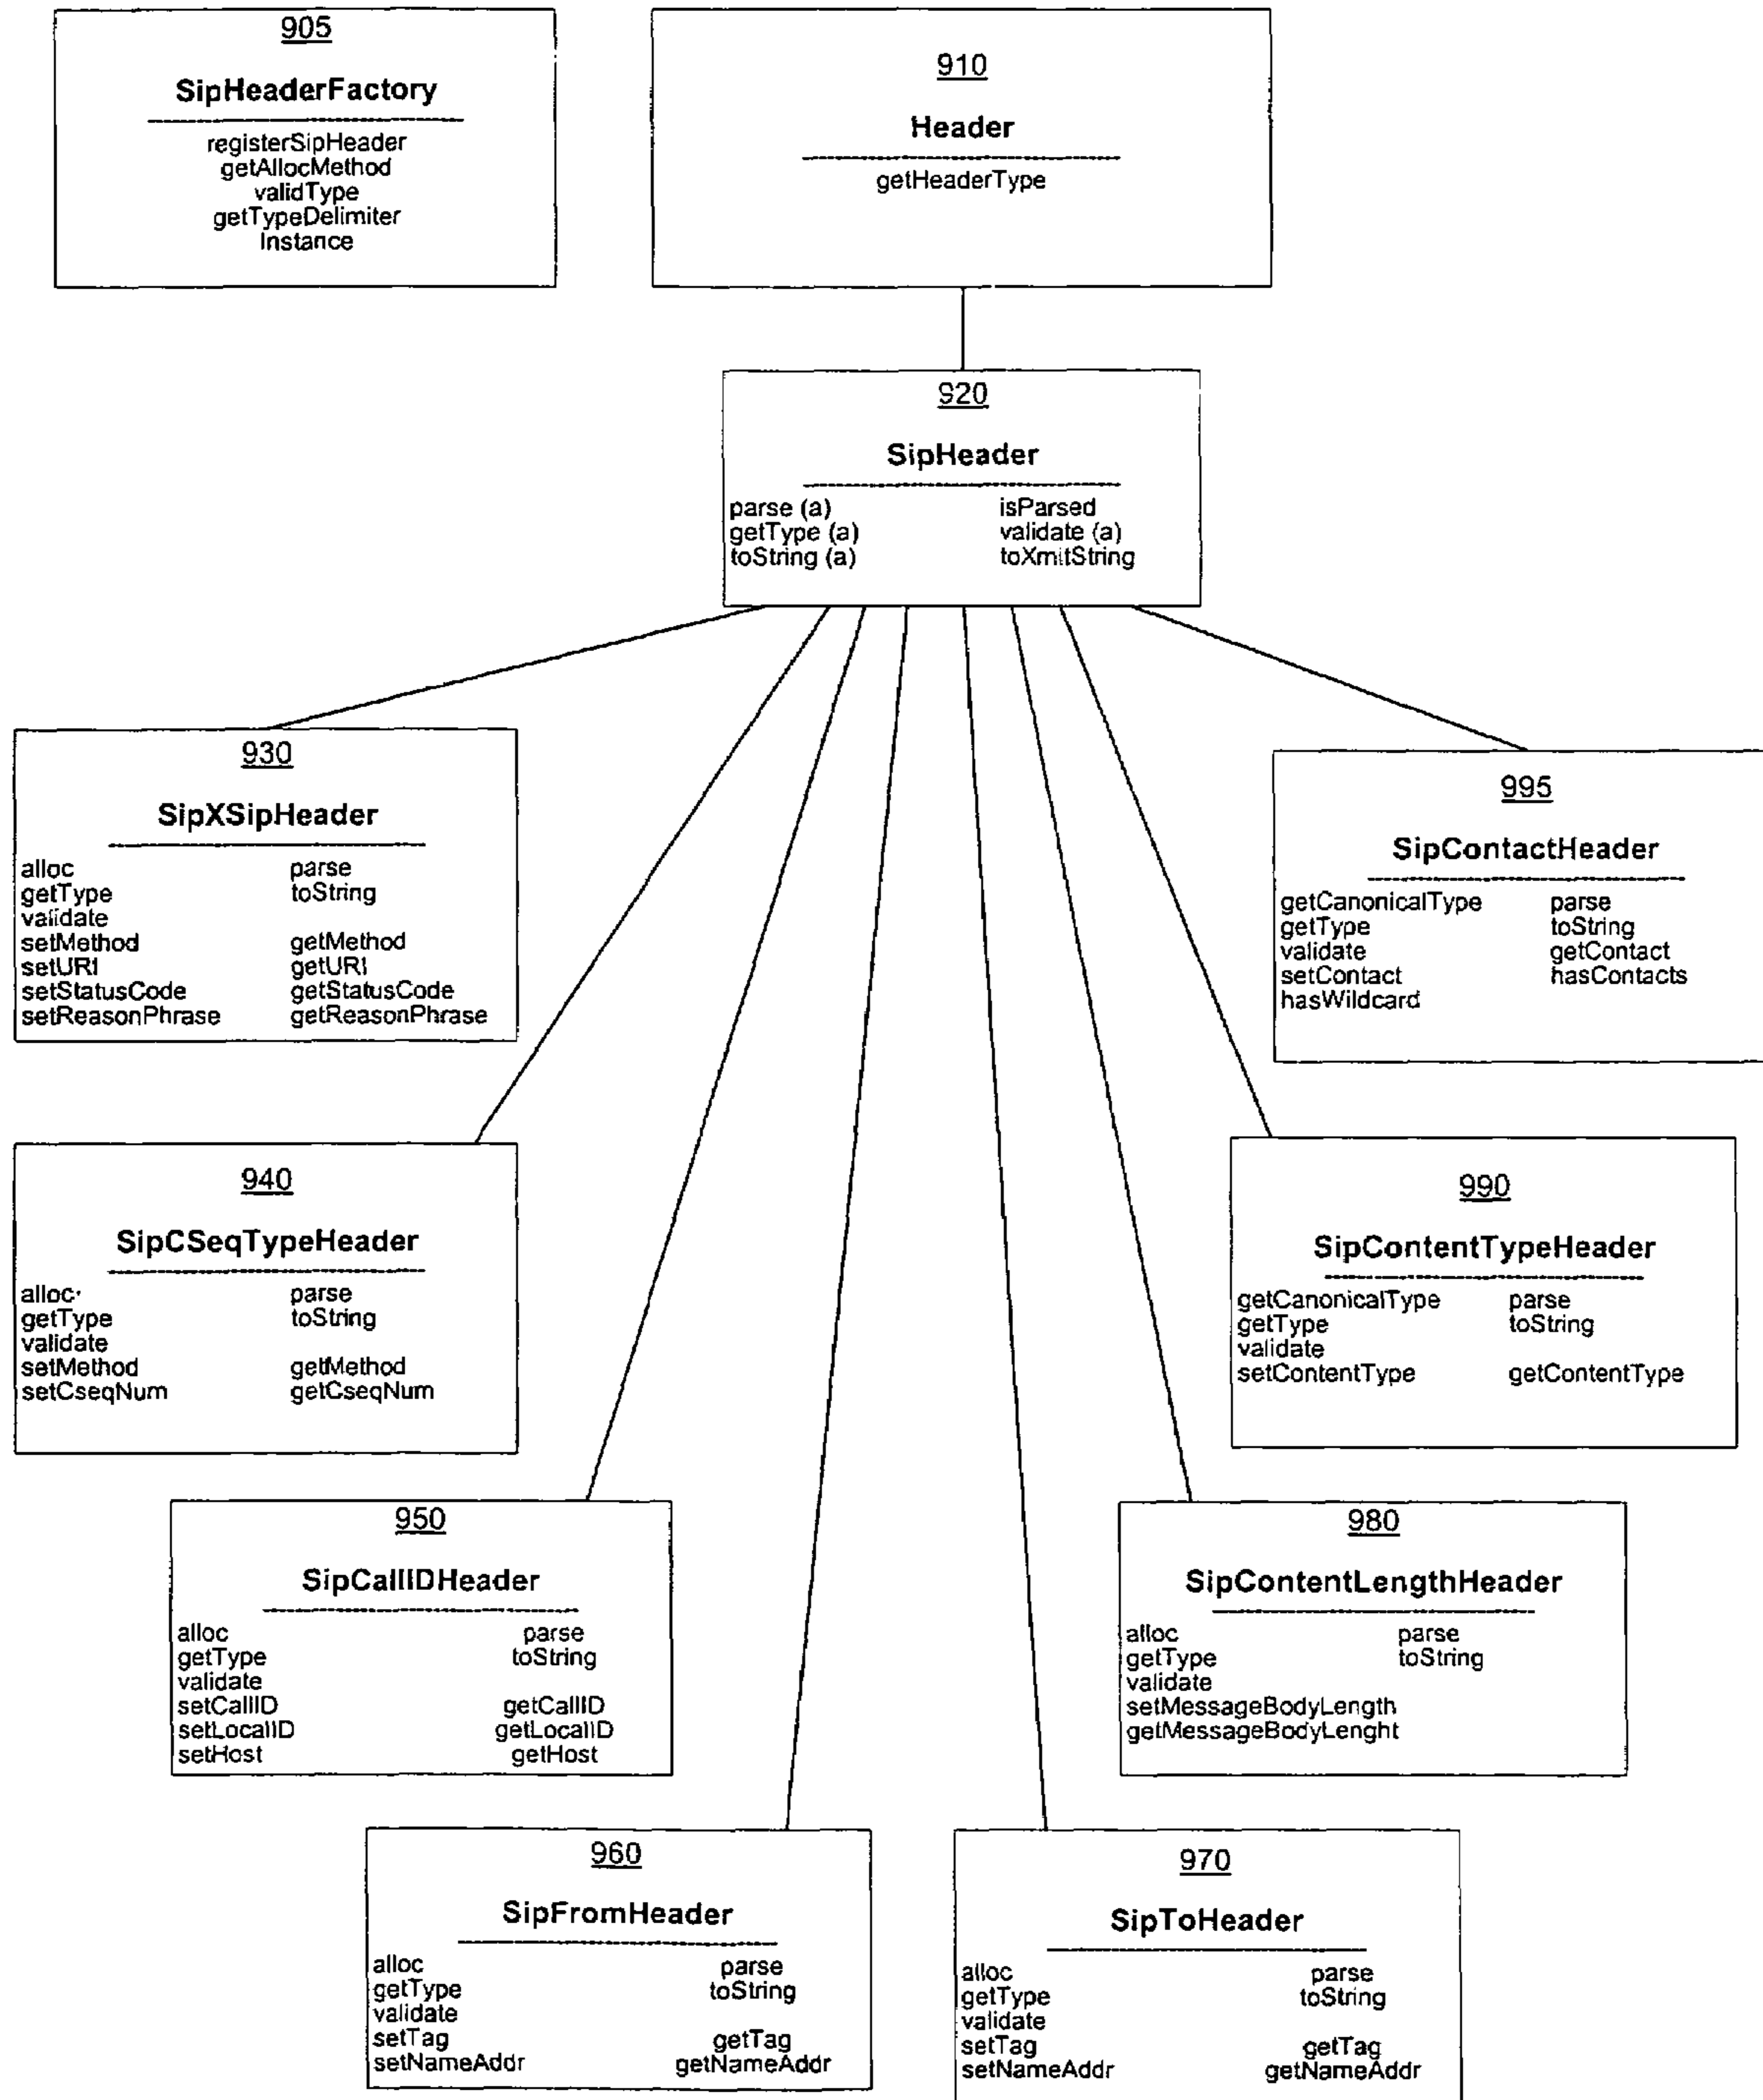 905
SipHeaderFactory
registerSipHeader
getAllocMethod
validType
getTypeDelimiter
Instance
910
Header
getHeaderType
920
SipHeader
parse (a) isParsed
getType (a) validate (a)
toString (a) toXmitString
930
SipXSipHeader
alloc parse
getType toString
validate
setMethod getMethod
setURI getURI
setStatusCode getStatusCode
setReasonPhrase getReasonPhrase
995
SipContactHeader
getCanonicalType parse
getType toString
validate getContact
setContact hasContacts
hasWildcard
940
SipCSeqTypeHeader
alloc parse
getType toString
validate
setMethod getMethod
setCseqNum getCseqNum
990
SipContentTypeHeader
getCanonicalType parse
getType toString
validate
setContentType getContentType
950
SipCallIDHeader
alloc parse
getType toString
validate
setCallID getCallID
setLocalID getLocalID
setHost getHost
980
SipContentLengthHeader
alloc parse
getType toString
validate
setMessageBodyLength
getMessageBodyLenght
960
SipFromHeader
alloc parse
getType toString
validate
setTag getTag
setNameAddr getNameAddr
970
SipToHeader
alloc parse
getType toString
validate
setTag getTag
setNameAddr getNameAddr